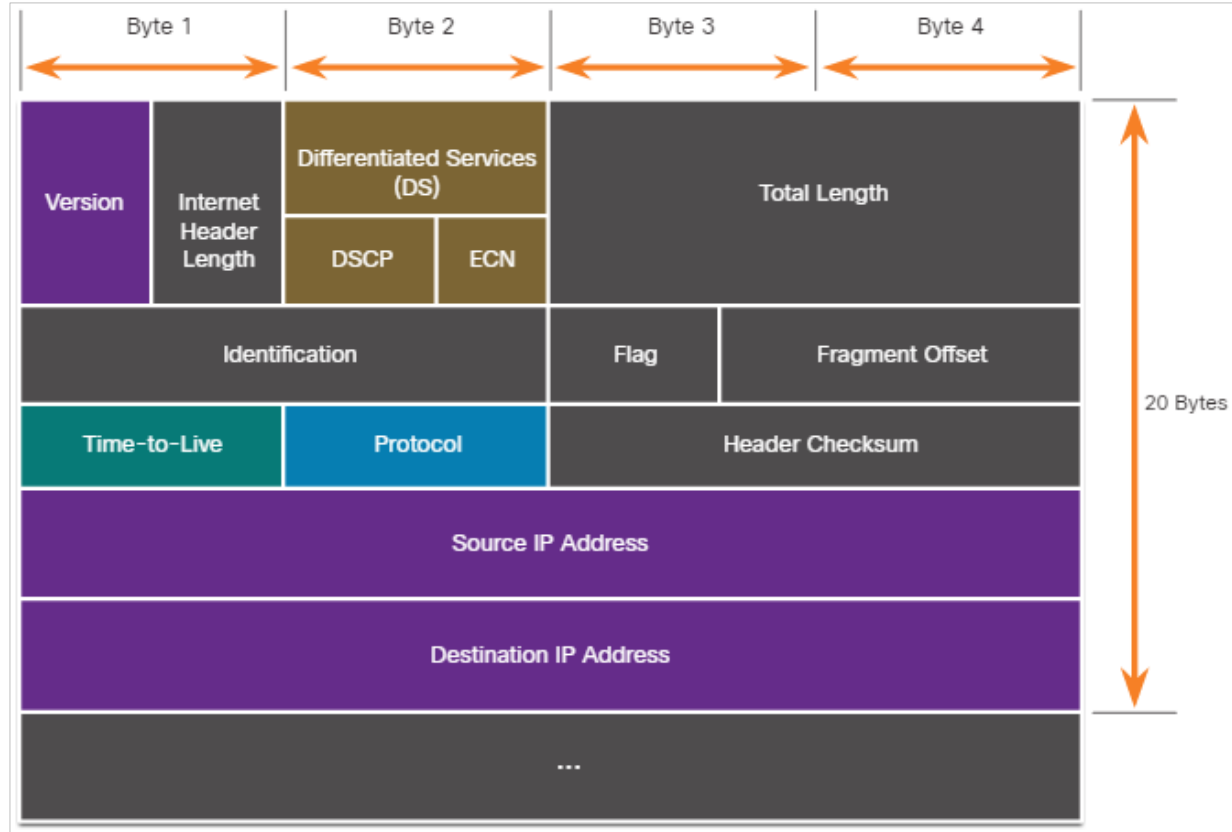 Byte 1
Byte 2
Byte 3
Byte 4
Version
Internet
Header
Length
Differentiated Services
(DS)
DSCP
ECN
Total Length
Identification
Flag
Fragment Offset
20 Bytes
Time-to-Live
Protocol
Header Checksum
Source IP Address
Destination IP Address
...